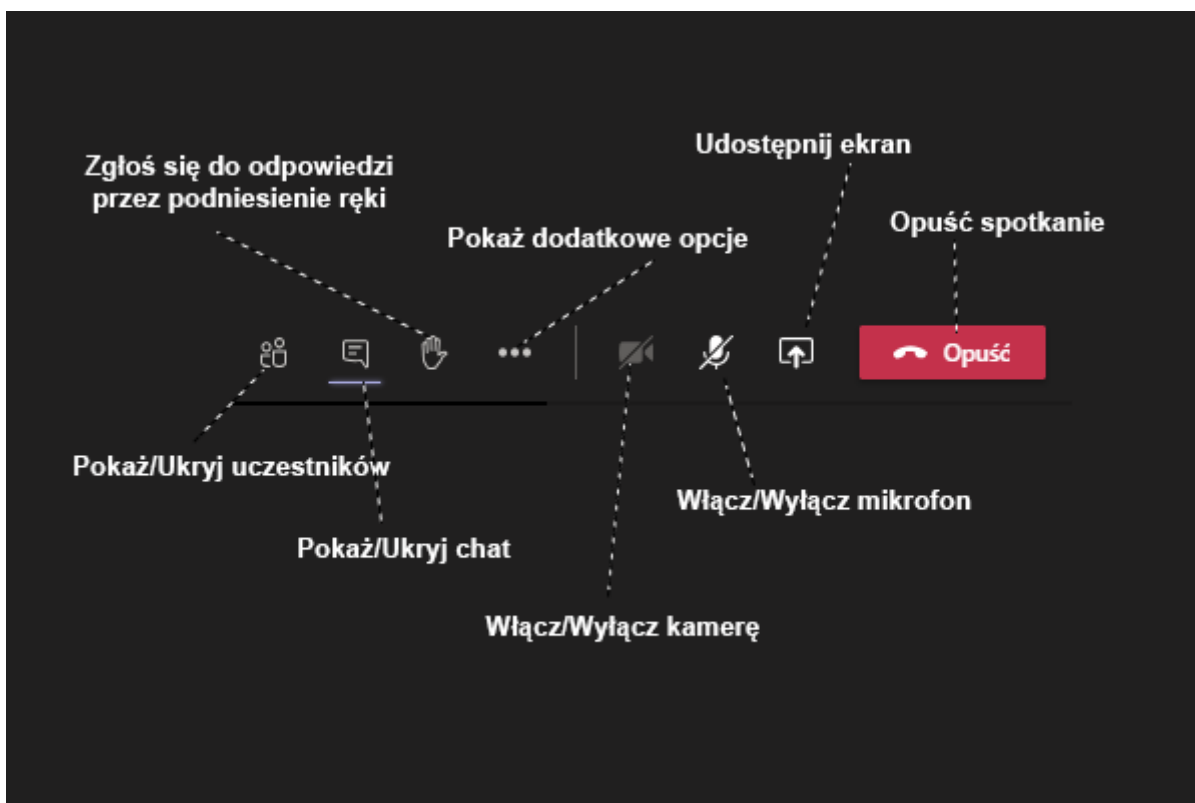 Udostępnij ekran
Zgłoś się do odpowiedzi
przez podniesienie ręki
Opuść spotkanie
Pokaż dodatkowe opcje
Opuść
Pokaż/Ukryj uczestników
Włącz/Wyłącz mikrofon
Pokaż/Ukryj chat
Włącz/Wyłącz kamerę